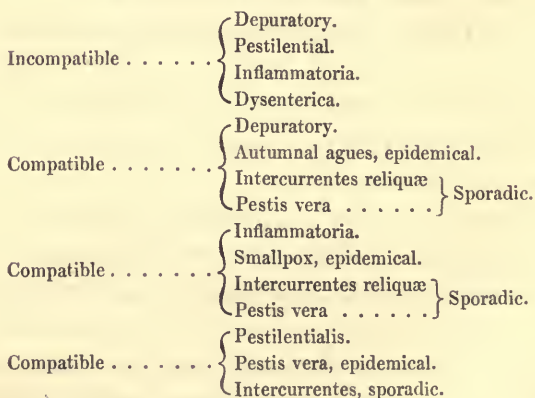 Depuratory.
Pestilential.
Incompatible . . . . . . Inflammatoria.
Dysenterica.
Depuratory.
Autumnal agues, epidemical.
Compatible . . . . . . . Intercurrentes reliquæ
Pestis vera . . . . . . Sporadic.
Inflammatoria.
Smallpox, epidemical.
Compatible . . . . . . . Intercurrentes reliquæ
Pestis vera . . . . . . Sporadic.
Pestilentialis.
Compatible . . . . . . . Pestis vera, epidemical.
Intercurrentes, sporadic.